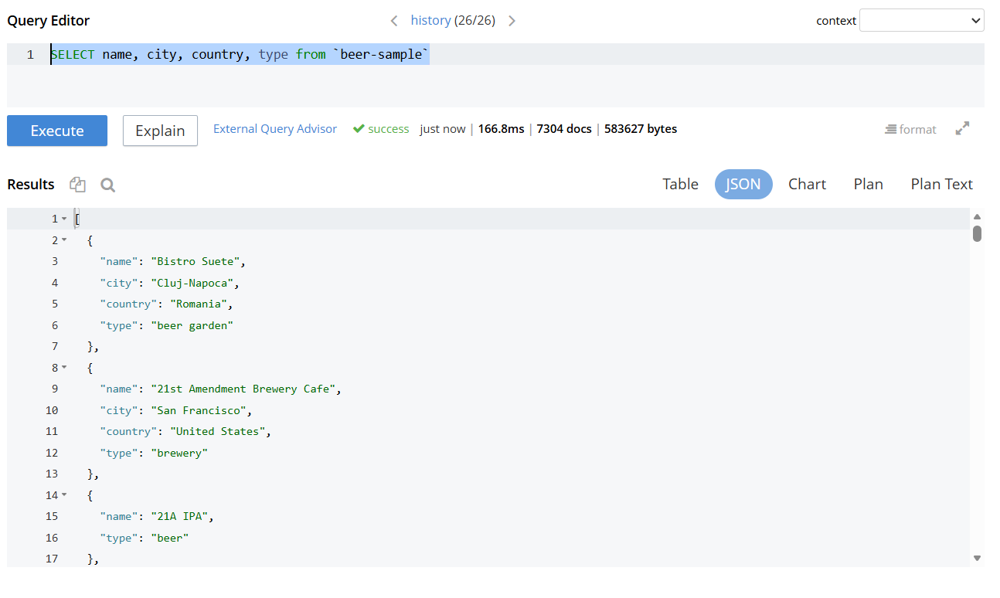 Query Editor
history (26/26)
context
1 SELECT name, city, country, type from `beer-sample`
Execute Explain External Query Advisor success just now | 166.8ms | 7304 docs | 583627 bytes format
Results Table JSON Chart Plan Plan Text
1 [
2 {
3 "name": "Bistro Suete",
4 "city": "Cluj-Napoca",
5 "country": "Romania",
6 "type": "beer garden"
7 },
8 {
9 "name": "21st Amendment Brewery Cafe",
10 "city": "San Francisco",
11 "country": "United States",
12 "type": "brewery"
13 },
14 {
15 "name": "21A IPA",
16 "type": "beer"
17 },